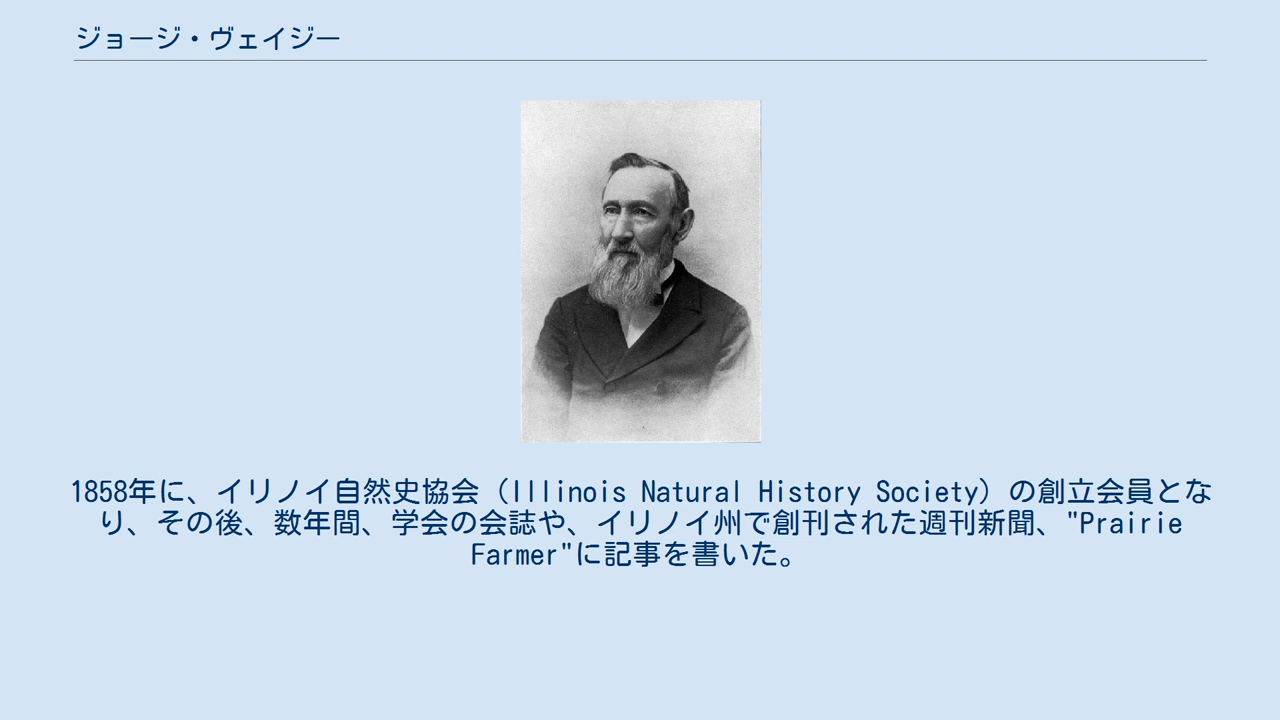 ジョージ・ヴェイジー
1858年に、イリノイ自然史協会（Illinois Natural History Society）の創立会員とな
り、その後、数年間、学会の会誌や、イリノイ州で創刊された週刊新聞、"Prairie
Farmer"に記事を書いた。